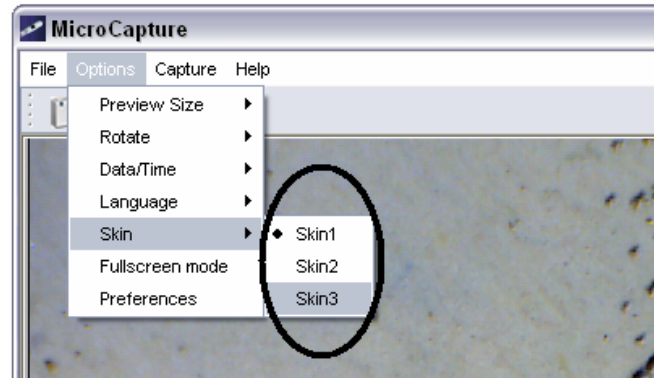 MicroCapture
File Options Capture Help
Preview Size
Rotate
Data/Time
Language
Skin
Fullscreen mode
Preferences
Skin1
Skin2
Skin3